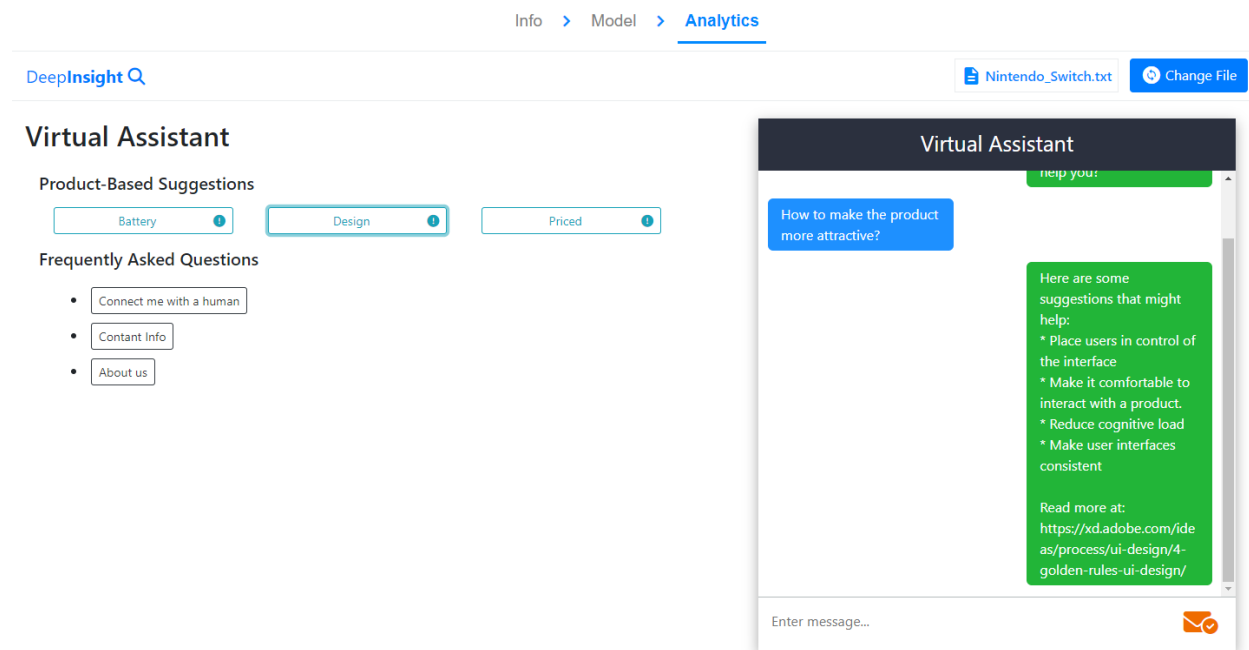 Info > Model > Analytics
DeepInsight
Nintendo_Switch.txt
Change File
Virtual Assistant
Product-Based Suggestions
Battery
Design
Priced
Frequently Asked Questions
Connect me with a human
Contant Info
About us
Virtual Assistant
help you?
How to make the product
more attractive?
Here are some
suggestions that might
help:
* Place users in control of
the interface
* Make it comfortable to
interact with a product.
* Reduce cognitive load
* Make user interfaces
consistent
Read more at:
https://xd.adobe.com/ide
as/process/ui-design/4-
golden-rules-ui-design/
Enter message...